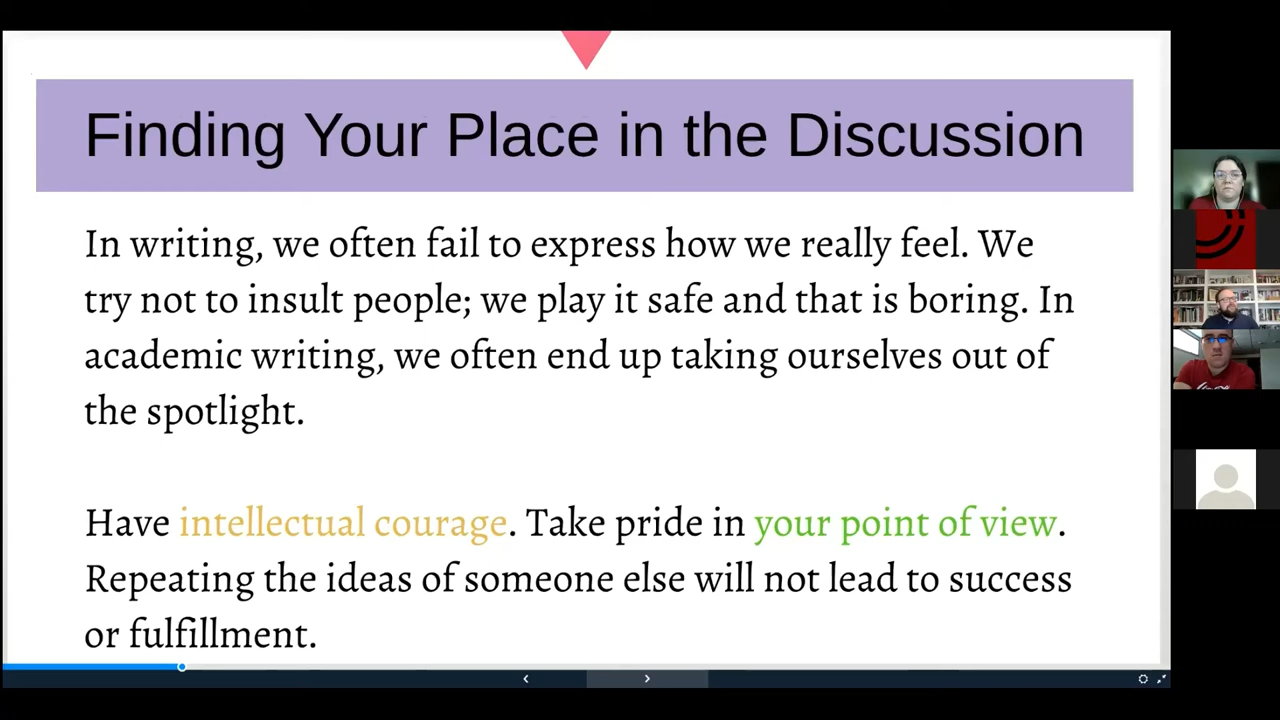 Finding Your Place in the Discussion
In writing, we often fail to express how we really feel. We
try not to insult people; we play it safe and that is boring. In
academic writing, we often end up taking ourselves out of
the spotlight.
Have intellectual courage. Take pride in your point of view.
Repeating the ideas of someone else will not lead to success
or fulfillment.